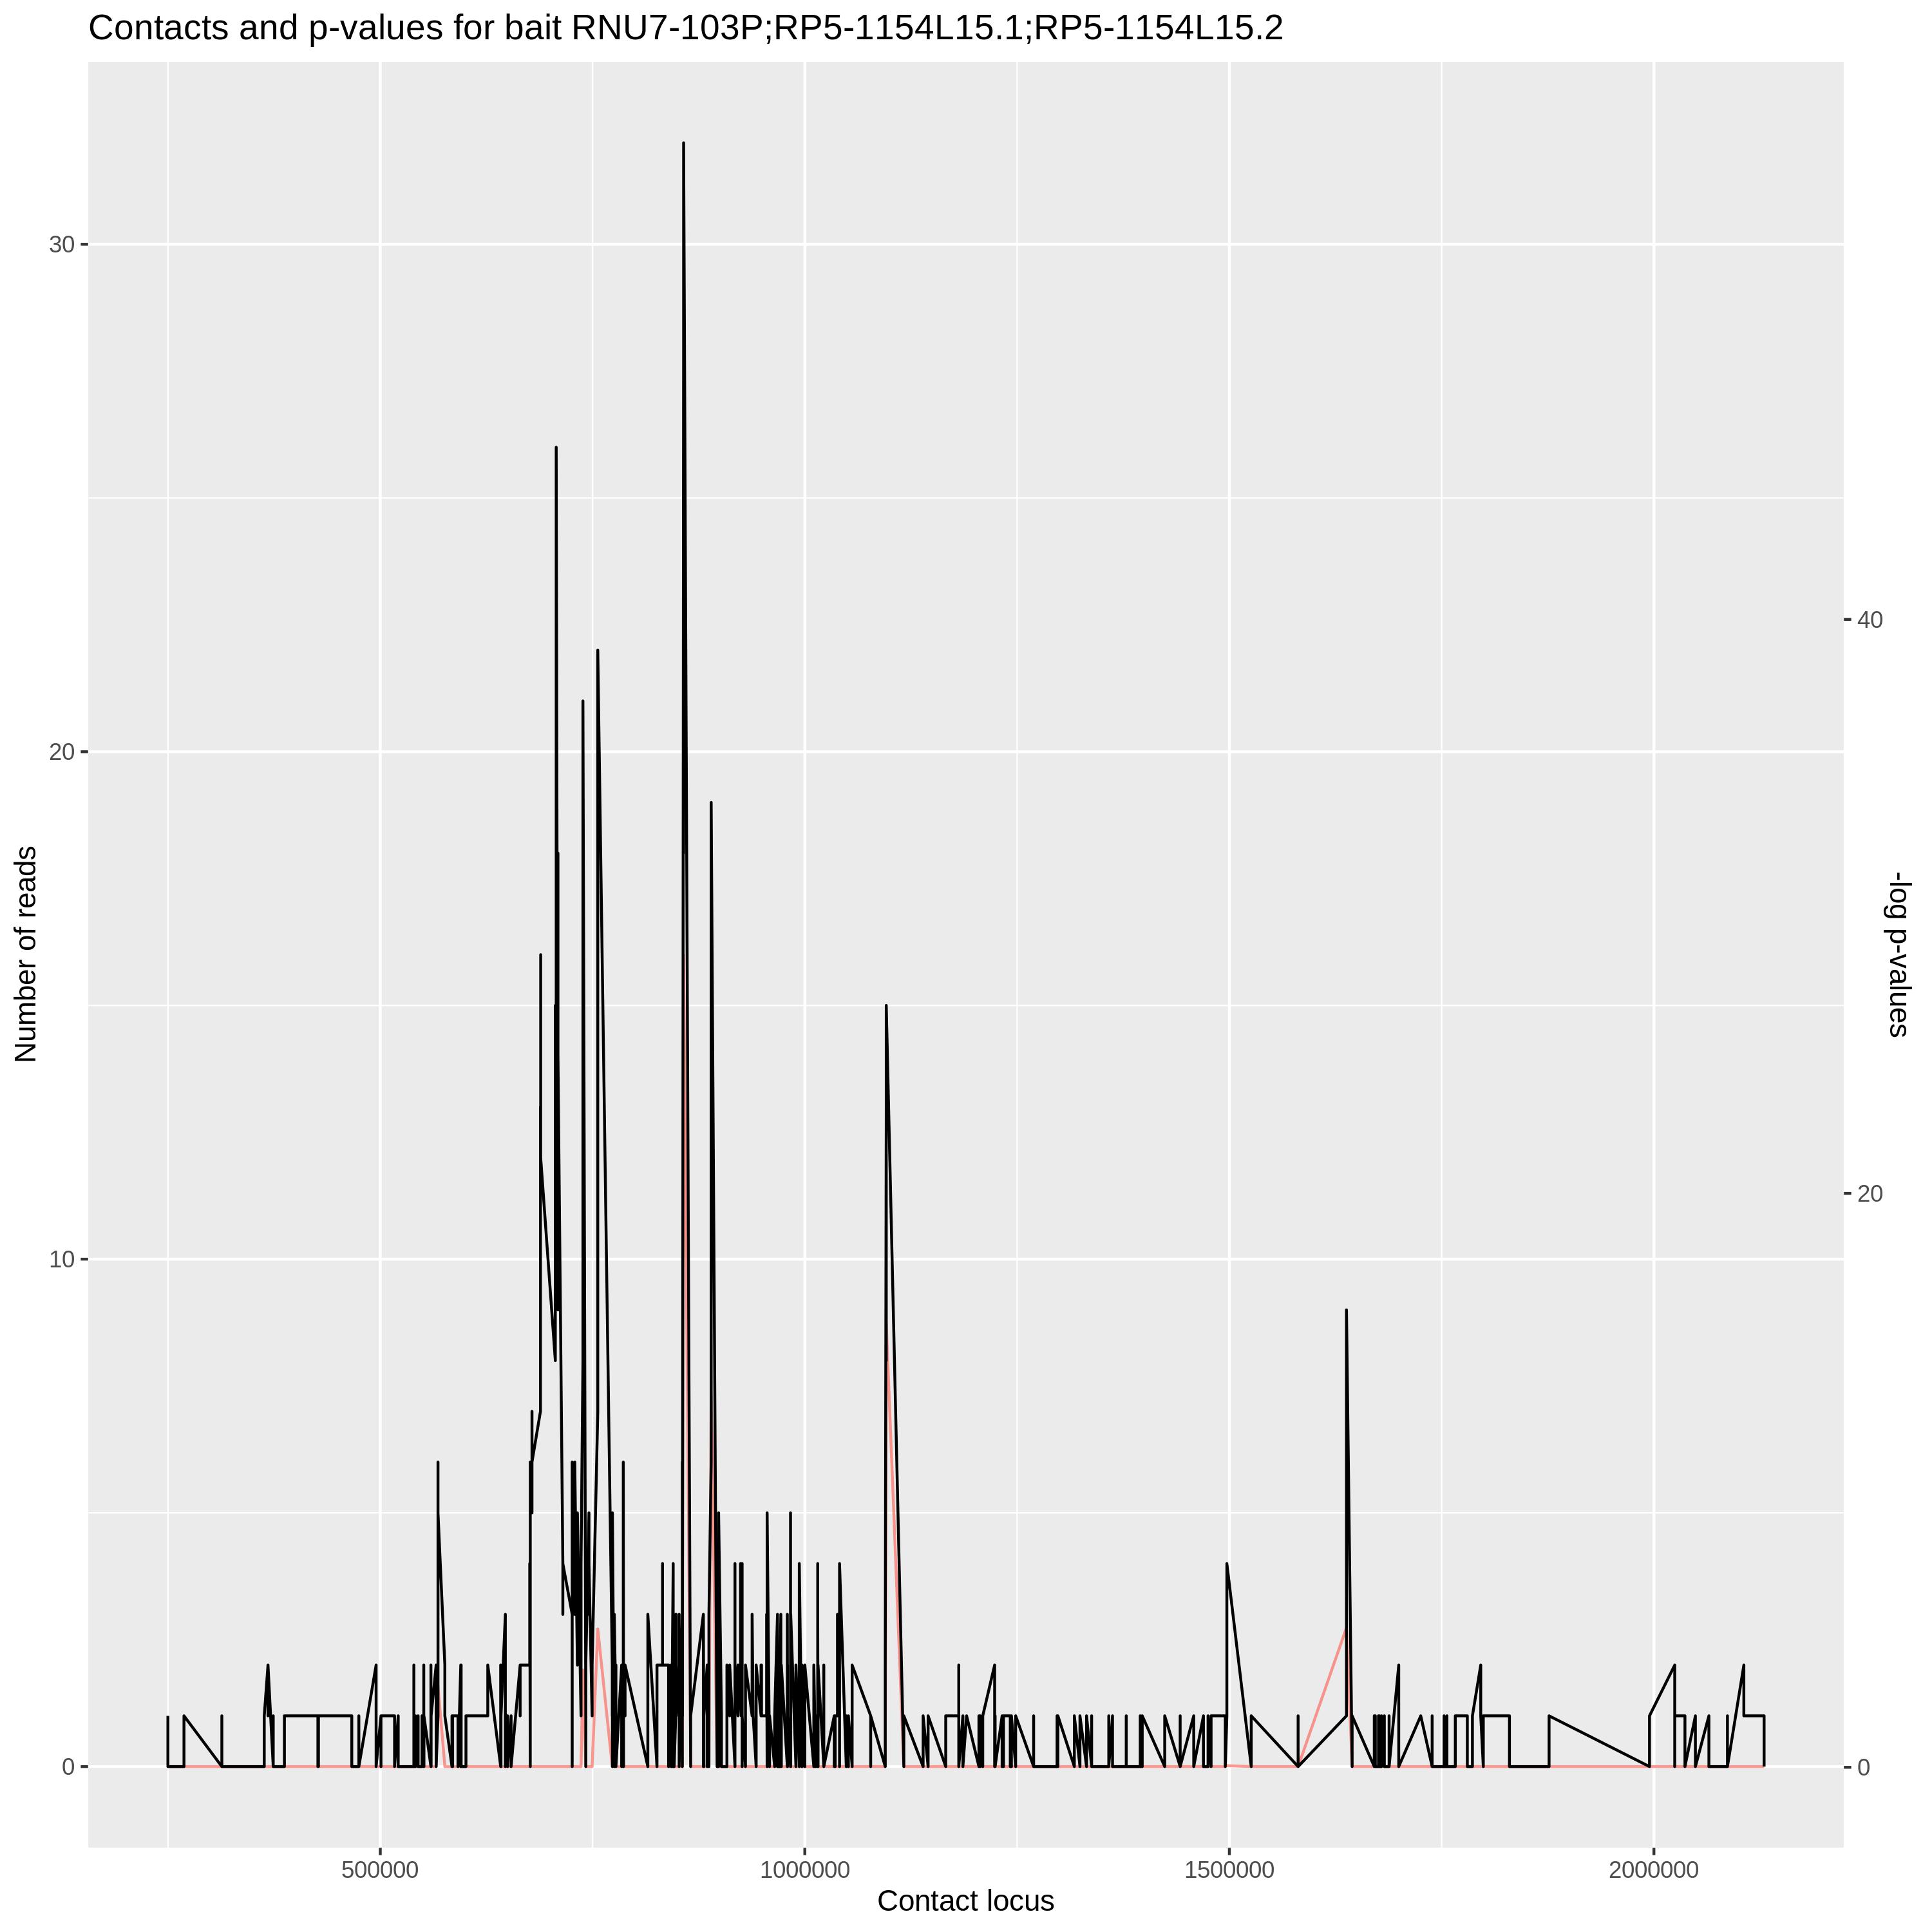 Contacts and p-values for bait RNU7-103P;RP5-1154L15.1;RP5-1154L15.2
30
20
10
0
Number of reads
40
20
0
-log p-values
500000
1000000
1500000
2000000
Contact locus